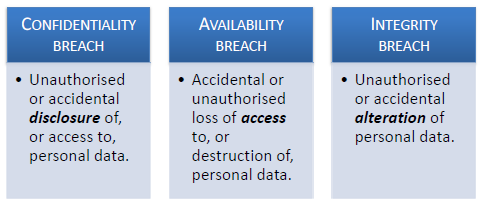 CONFIDENTIALITY
BREACH
• Unauthorised
or accidental
disclosure of,
or access to,
personal data.
AVAILABILITY
BREACH
• Accidental or
unauthorised
loss of access
to, or
destruction of,
personal data.
INTEGRITY
BREACH
• Unauthorised
or accidental
alteration of
personal data.